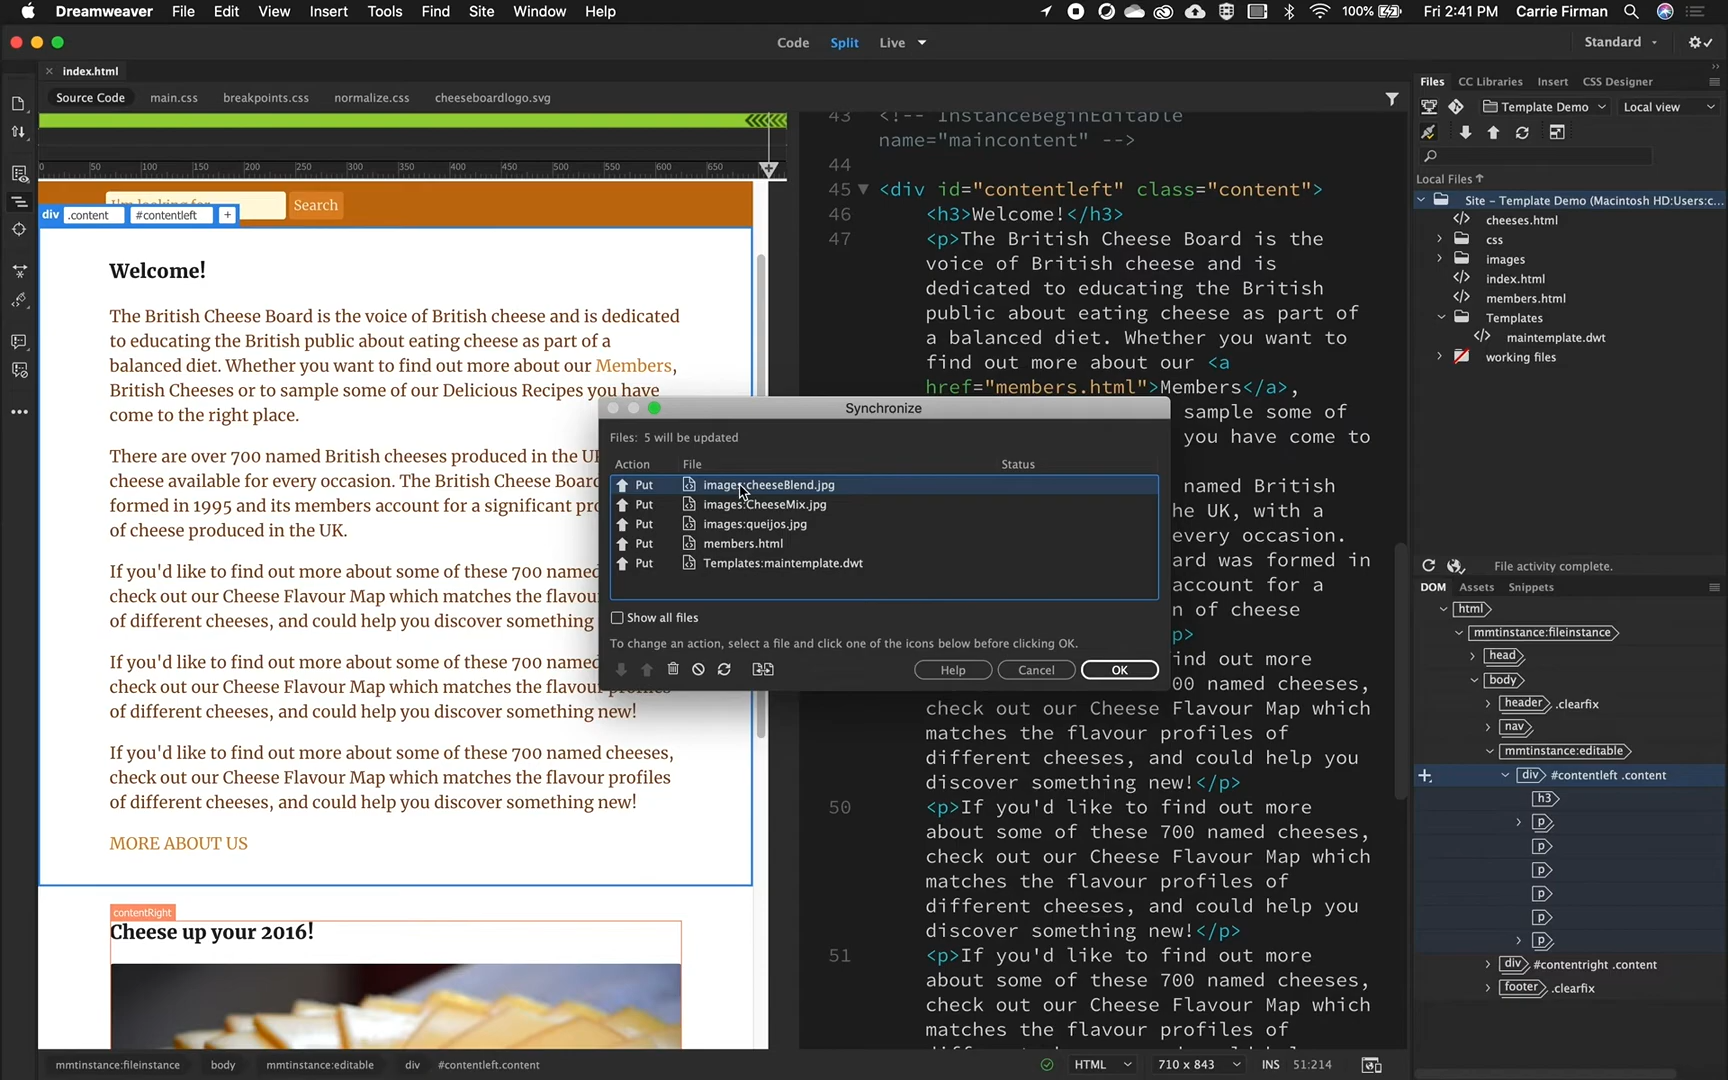 Dreamweaver File Edit View Insert Tools Find Site Window Help
100% Fri 2:41 PM Carrie Firman
Code Split Live
Standard
index.html
Source Code main.css breakpoints.css normalize.css cheeseboardlogo.svg
0 50 100 150 200 250 300 350 400 450 500 550 600 650
Search
div .content #contentleft +
Welcome!
The British Cheese Board is the voice of British cheese and is dedicated
to educating the British public about eating cheese as part of a
balanced diet. Whether you want to find out more about our Members,
British Cheeses or to sample some of our Delicious Recipes you have
come to the right place.
There are over 700 named British cheeses produced in the UK
cheese available for every occasion. The British Cheese Board
formed in 1995 and its members account for a significant pro
of cheese produced in the UK.
If you'd like to find out more about some of these 700 named
check out our Cheese Flavour Map which matches the flavour
of different cheeses, and could help you discover something
If you'd like to find out more about some of these 700 named
check out our Cheese Flavour Map which matches the flavour profiles
of different cheeses, and could help you discover something new!
If you'd like to find out more about some of these 700 named cheeses,
check out our Cheese Flavour Map which matches the flavour profiles
of different cheeses, and could help you discover something new!
MORE ABOUT US
contentRight
Cheese up your 2016!
43 <!-- InstanceBeginEditable
name="maincontent" -->
44
45 <div id="contentleft" class="content">
46 <h3>Welcome!</h3>
47 <p>The British Cheese Board is the
voice of British cheese and is
dedicated to educating the British
public about eating cheese as part of
a balanced diet. Whether you want to
find out more about our <a
href="members.html">Members</a>,
sample some of
you have come to
named British
he UK, with a
every occasion.
ard was formed in
account for a
n of cheese
p>
ind out more
00 named cheeses,
check out our Cheese Flavour Map which
matches the flavour profiles of
different cheeses, and could help you
discover something new!</p>
50 <p>If you'd like to find out more
about some of these 700 named cheeses,
check out our Cheese Flavour Map which
matches the flavour profiles of
different cheeses, and could help you
discover something new!</p>
51 <p>If you'd like to find out more
about some of these 700 named cheeses,
check out our Cheese Flavour Map which
matches the flavour profiles of
Synchronize
Files: 5 will be updated
Action File Status
Put images:cheeseBlend.jpg
Put images:CheeseMix.jpg
Put images:queijos.jpg
Put members.html
Put Templates:maintemplate.dwt
Show all files
To change an action, select a file and click one of the icons below before clicking OK.
Help Cancel OK
Files CC Libraries Insert CSS Designer
Template Demo Local view
Local Files
Site - Template Demo (Macintosh HD:Users:c...
cheeses.html
css
images
index.html
members.html
Templates
maintemplate.dwt
working files
File activity complete.
DOM Assets Snippets
html
mmtinstance:fileinstance
head
body
header .clearfix
nav
mmtinstance:editable
div #contentleft .content
h3
p
p
p
p
p
p
div #contentright .content
footer .clearfix
mmtinstance:fileinstance body mmtinstance:editable div #contentleft.content
HTML 710 x 843 INS 51:214